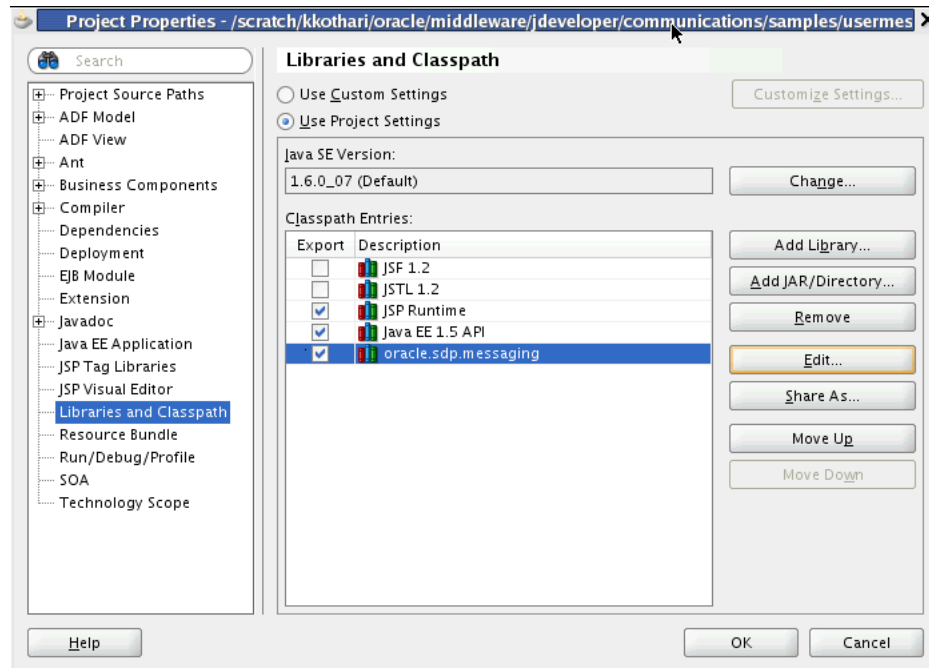 Project Properties - /scratch/kkothari/oracle/middleware/jdeveloper/communications/samples/usermes
Search
Project Source Paths
ADF Model
ADF View
Ant
Business Components
Compiler
Dependencies
Deployment
EJB Module
Extension
Javadoc
Java EE Application
JSP Tag Libraries
JSP Visual Editor
Libraries and Classpath
Resource Bundle
Run/Debug/Profile
SOA
Technology Scope
Libraries and Classpath
Use Custom Settings
Customize Settings...
Use Project Settings
Java SE Version:
1.6.0_07 (Default)
Change...
Classpath Entries:
Export Description
JSF 1.2
JSTL 1.2
JSP Runtime
Java EE 1.5 API
oracle.sdp.messaging
Add Library...
Add JAR/Directory...
Remove
Edit...
Share As...
Move Up
Move Down
Help
OK
Cancel